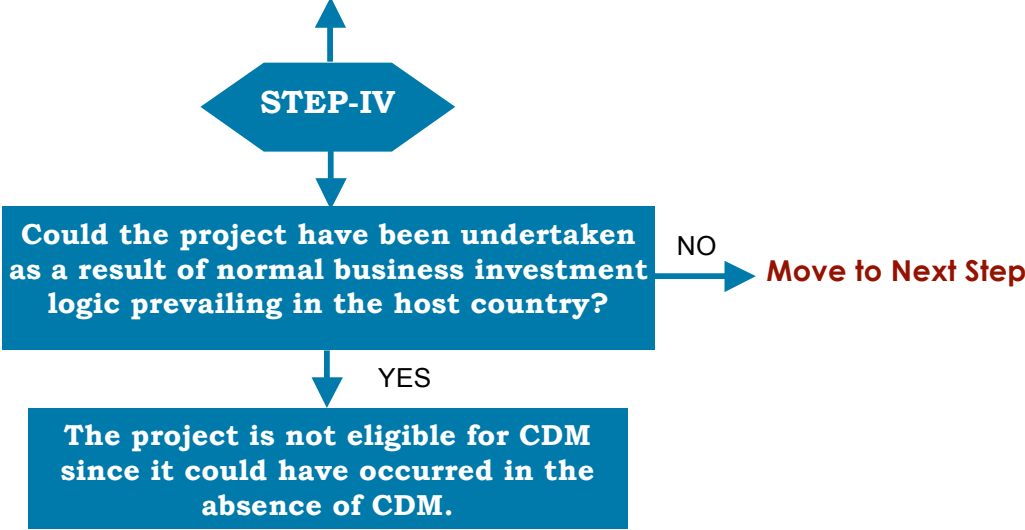 STEP-IV
Could the project have been undertaken
as a result of normal business investment
logic prevailing in the host country?
NO
Move to Next Step
YES
The project is not eligible for CDM
since it could have occurred in the
absence of CDM.